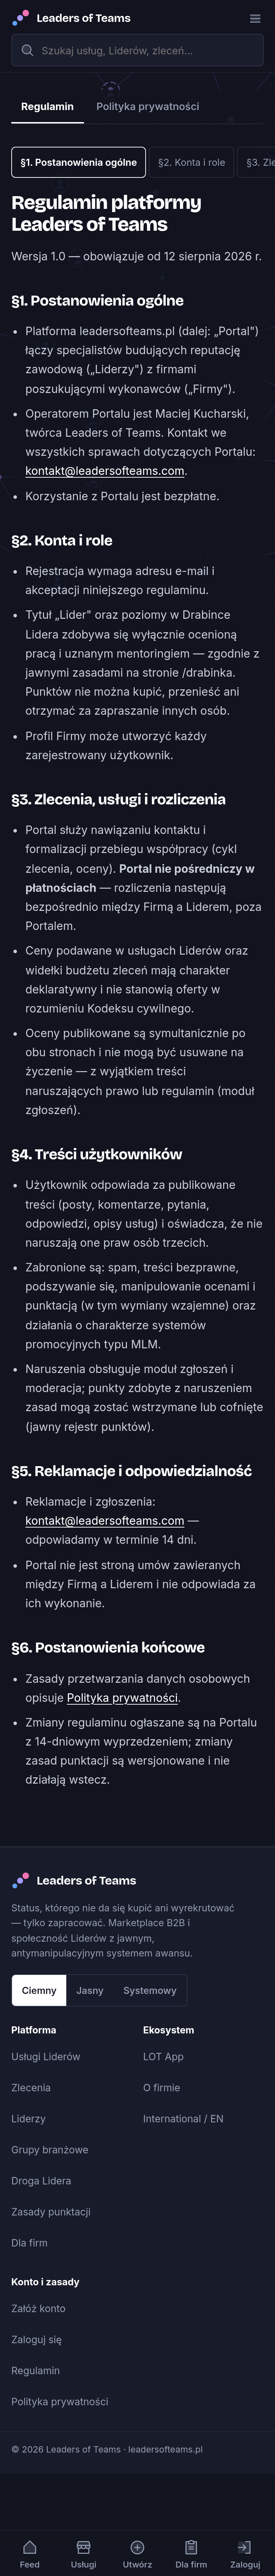 Leaders of Teams
Szukaj usług, Liderów, zleceń...
Regulamin
Polityka prywatności
§1. Postanowienia ogólne
§2. Konta i role
§3. Zle
Regulamin platformy
Leaders of Teams
Wersja 1.0 — obowiązuje od 12 sierpnia 2026 r.
§1. Postanowienia ogólne
• Platforma leadersofteams.pl (dalej: „Portal")
łączy specjalistów budujących reputację
zawodową („Liderzy") z firmami
poszukującymi wykonawców („Firmy").
• Operatorem Portalu jest Maciej Kucharski,
twórca Leaders of Teams. Kontakt we
wszystkich sprawach dotyczących Portalu:
kontakt@leadersofteams.com.
• Korzystanie z Portalu jest bezpłatne.
§2. Konta i role
• Rejestracja wymaga adresu e-mail i
akceptacji niniejszego regulaminu.
• Tytuł „Lider" oraz poziomy w Drabince
Lidera zdobywa się wyłącznie ocenioną
pracą i uznanym mentoringiem — zgodnie z
jawnymi zasadami na stronie /drabinka.
Punktów nie można kupić, przenieść ani
otrzymać za zapraszanie innych osób.
• Profil Firmy może utworzyć każdy
zarejestrowany użytkownik.
§3. Zlecenia, usługi i rozliczenia
• Portal służy nawiązaniu kontaktu i
formalizacji przebiegu współpracy (cykl
zlecenia, oceny). Portal nie pośredniczy w
płatnościach — rozliczenia następują
bezpośrednio między Firmą a Liderem, poza
Portalem.
• Ceny podawane w usługach Liderów oraz
widełki budżetu zleceń mają charakter
deklaratywny i nie stanowią oferty w
rozumieniu Kodeksu cywilnego.
• Oceny publikowane są symultanicznie po
obu stronach i nie mogą być usuwane na
życzenie — z wyjątkiem treści
naruszających prawo lub regulamin (moduł
zgłoszeń).
§4. Treści użytkowników
• Użytkownik odpowiada za publikowane
treści (posty, komentarze, pytania,
odpowiedzi, opisy usług) i oświadcza, że nie
naruszają one praw osób trzecich.
• Zabronione są: spam, treści bezprawne,
podszywanie się, manipulowanie ocenami i
punktacją (w tym wymiany wzajemne) oraz
działania o charakterze systemów
promocyjnych typu MLM.
• Naruszenia obsługuje moduł zgłoszeń i
moderacja; punkty zdobyte z naruszeniem
zasad mogą zostać wstrzymane lub cofnięte
(jawny rejestr punktów).
§5. Reklamacje i odpowiedzialność
• Reklamacje i zgłoszenia:
kontakt@leadersofteams.com —
odpowiadamy w terminie 14 dni.
• Portal nie jest stroną umów zawieranych
między Firmą a Liderem i nie odpowiada za
ich wykonanie.
§6. Postanowienia końcowe
• Zasady przetwarzania danych osobowych
opisuje Polityka prywatności.
• Zmiany regulaminu ogłaszane są na Portalu
z 14-dniowym wyprzedzeniem; zmiany
zasad punktacji są wersjonowane i nie
działają wstecz.
Leaders of Teams
Status, którego nie da się kupić ani wyrekrutować
— tylko zapracować. Marketplace B2B i
społeczność Liderów z jawnym,
antymanipulacyjnym systemem awansu.
Ciemny
Jasny
Systemowy
Platforma
Usługi Liderów
Zlecenia
Liderzy
Grupy branżowe
Droga Lidera
Zasady punktacji
Dla firm
Ekosystem
LOT App
O firmie
International / EN
Konto i zasady
Załóż konto
Zaloguj się
Regulamin
Polityka prywatności
© 2026 Leaders of Teams · leadersofteams.pl
Feed
Usługi
Utwórz
Dla firm
Zaloguj